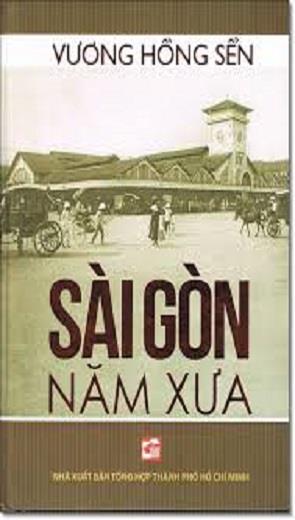 VƯƠNG HỒNG SỂN
SÀI GÒN
NĂM XƯA
NHÀ XUẤT BẢN TỔNG HỢP THÀNH PHỐ HỒ CHÍ MINH